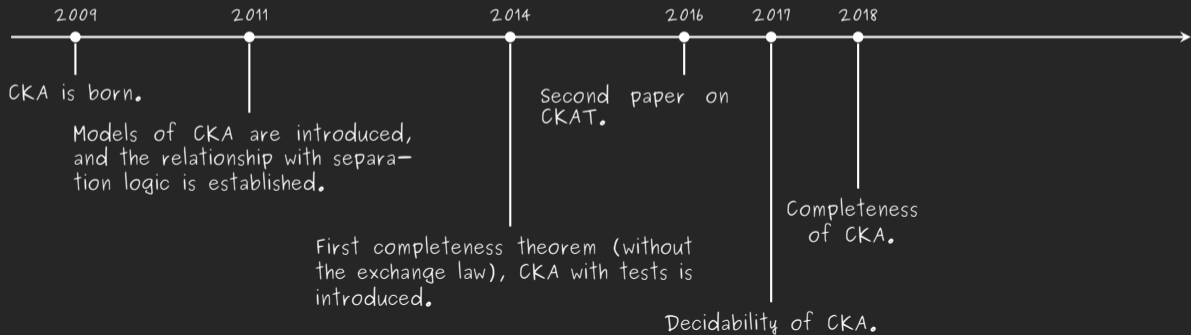 2009 2011 2014 2016 2017 2018
CKA is born.
Models of CKA are introduced,
and the relationship with separa-
tion logic is established.
First completeness theorem (without
the exchange law), CKA with tests is
introduced.
Second paper on
CKAT.
Decidability of CKA.
Completeness
of CKA.